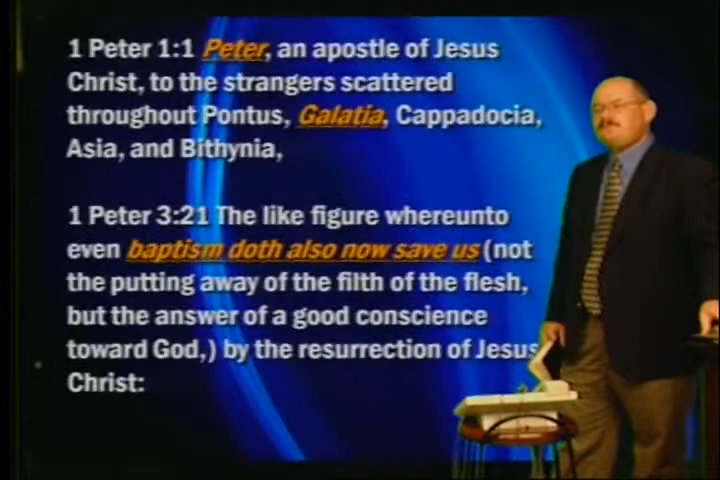 1 Peter 1:1 Peter, an apostle of Jesus
Christ, to the strangers scattered
throughout Pontus, Galatia, Cappadocia,
Asia, and Bithynia,
1 Peter 3:21 The like figure whereunto
even baptism doth also now save us (not
the putting away of the filth of the flesh,
but the answer of a good conscience
toward God,) by the resurrection of Jesus
Christ: